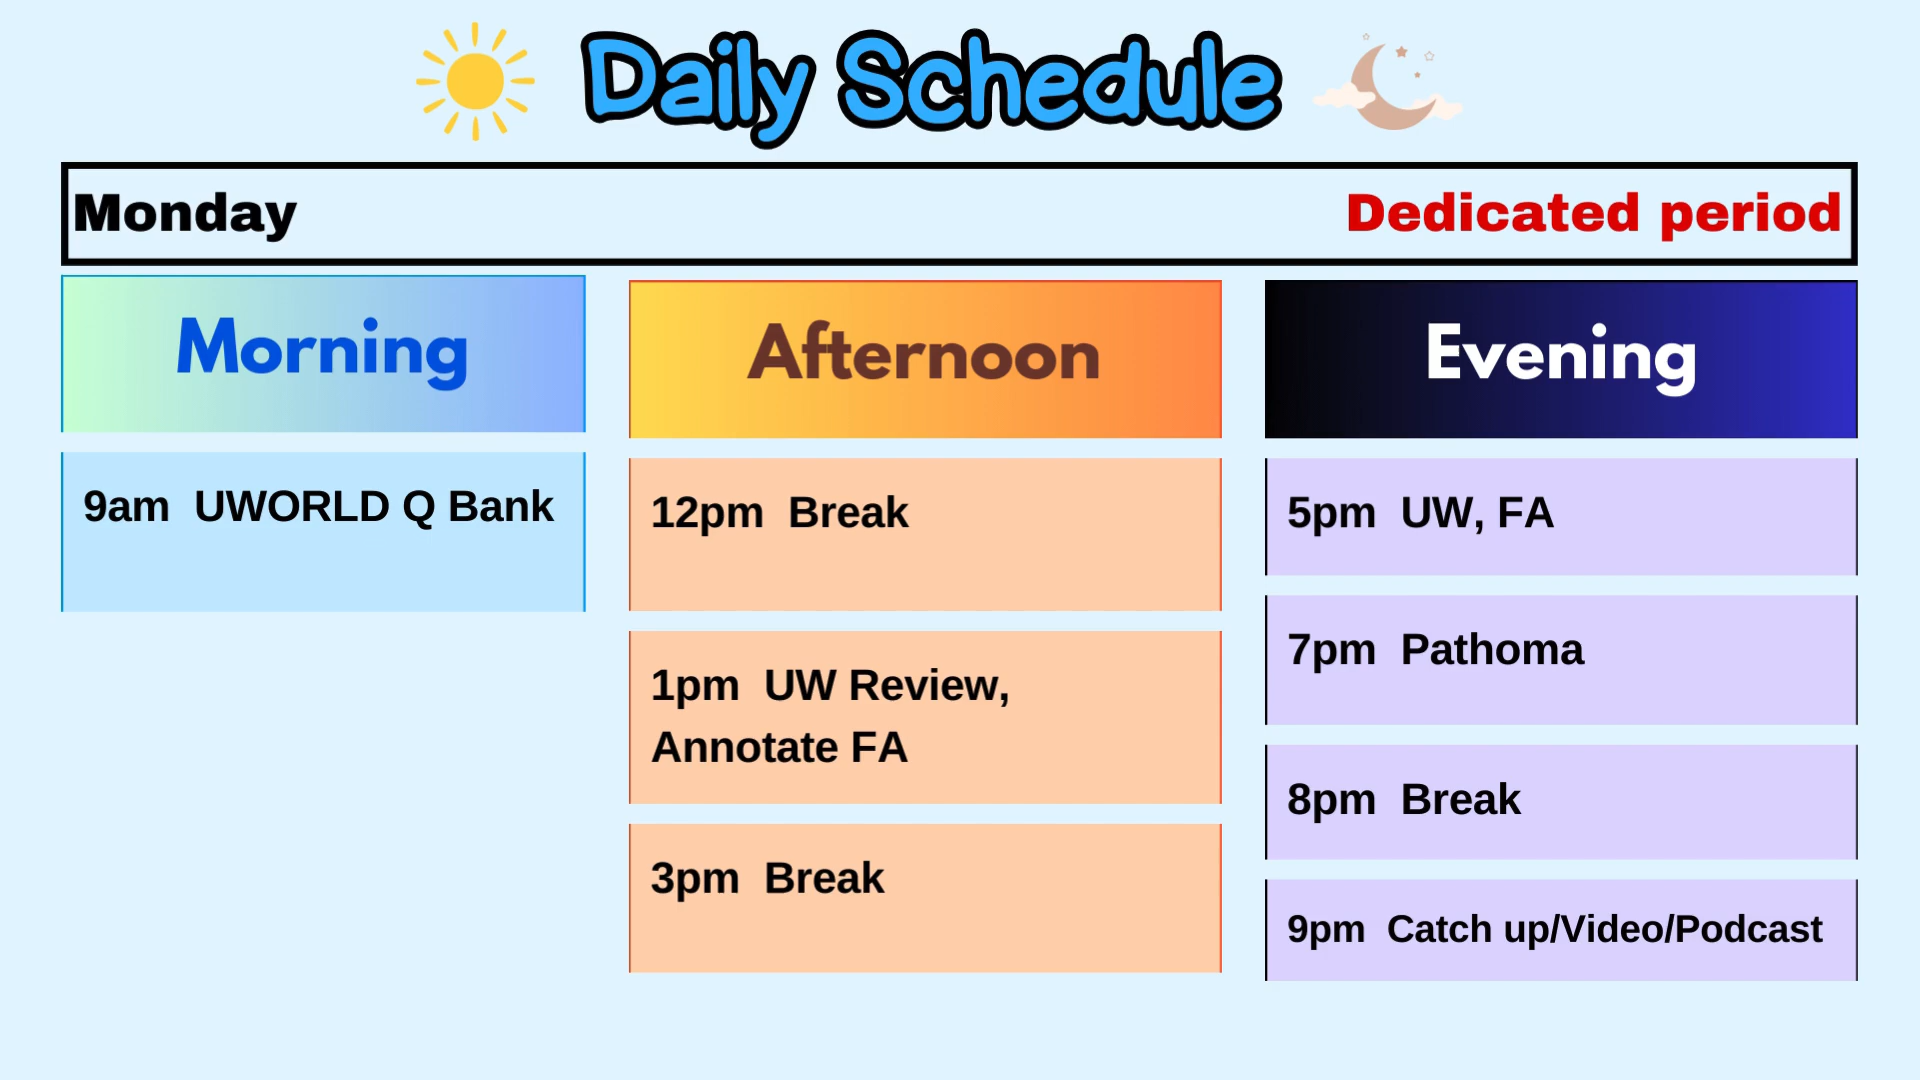 Daily Schedule
Monday
Dedicated period
Morning
9am  UWORLD Q Bank
Afternoon
12pm  Break
1pm  UW Review,
Annotate FA
3pm  Break
Evening
5pm  UW, FA
7pm  Pathoma
8pm  Break
9pm  Catch up/Video/Podcast